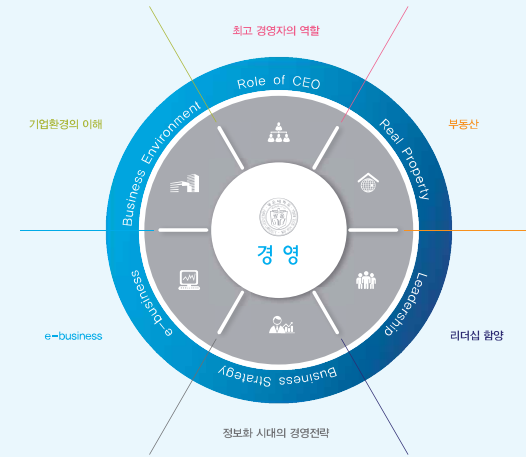 최고 경영자의 역할
Role of CEO
기업환경의 이해
Business Environment
Real Property
부동산
경영
e-business
e-business
Leadership
리더십 함양
Business Strategy
정보화 시대의 경영전략